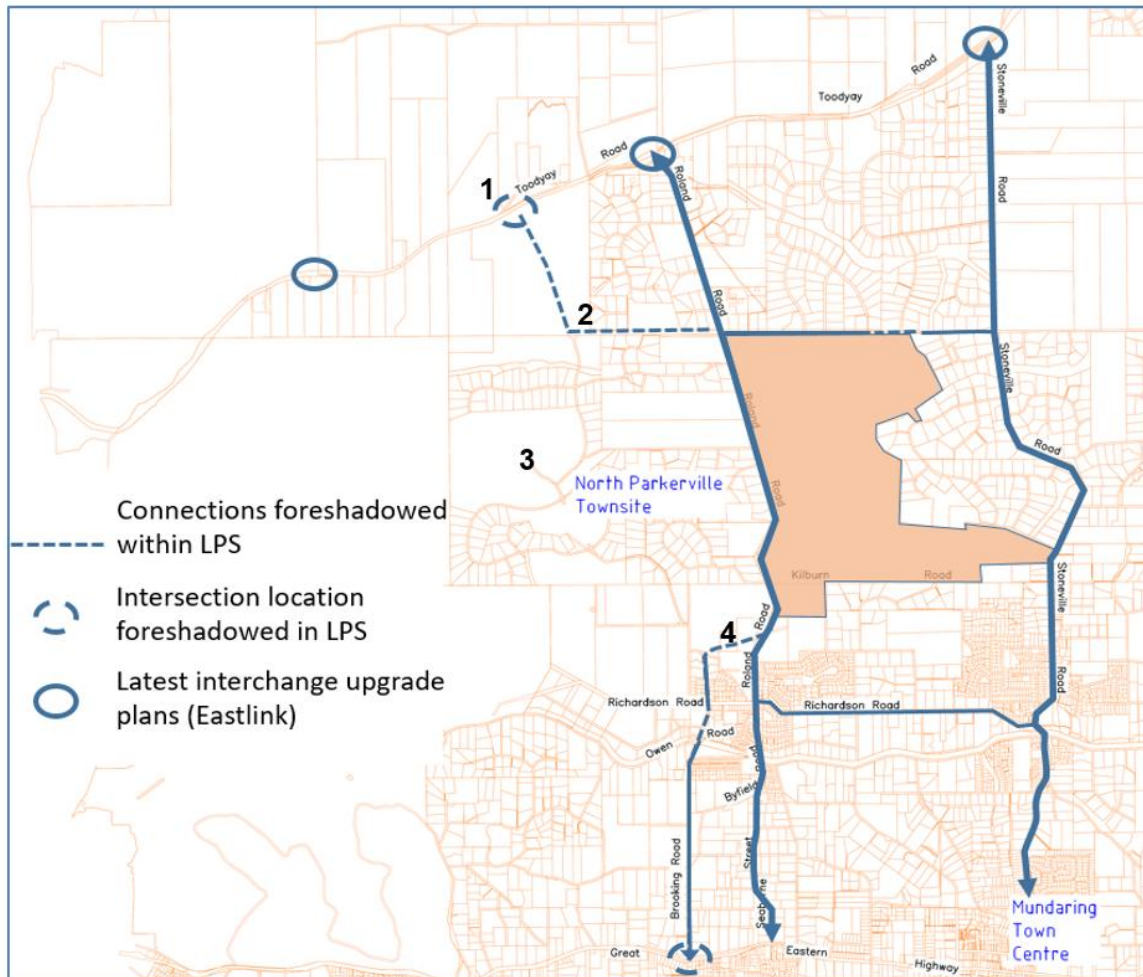 Toodyay
Road
Stoneville
Road
Toodyay
Road
Roland
Road
1
2
Road
Stoneville
Road
Roland
Road
3
North Parkerville
Townsite
Connections foreshadowed
within LPS
Intersection location
foreshadowed in LPS
Latest interchange upgrade
plans (Eastlink)
Kilburn
Road
Stoneville
Road
4
Road
Roland
Richardson Road
Richardson Road
Owen
Road
Byfield
Road
Brooking Road
Seaborne
Street
Great
Eastern
Highway
Mundaring
Town
Centre